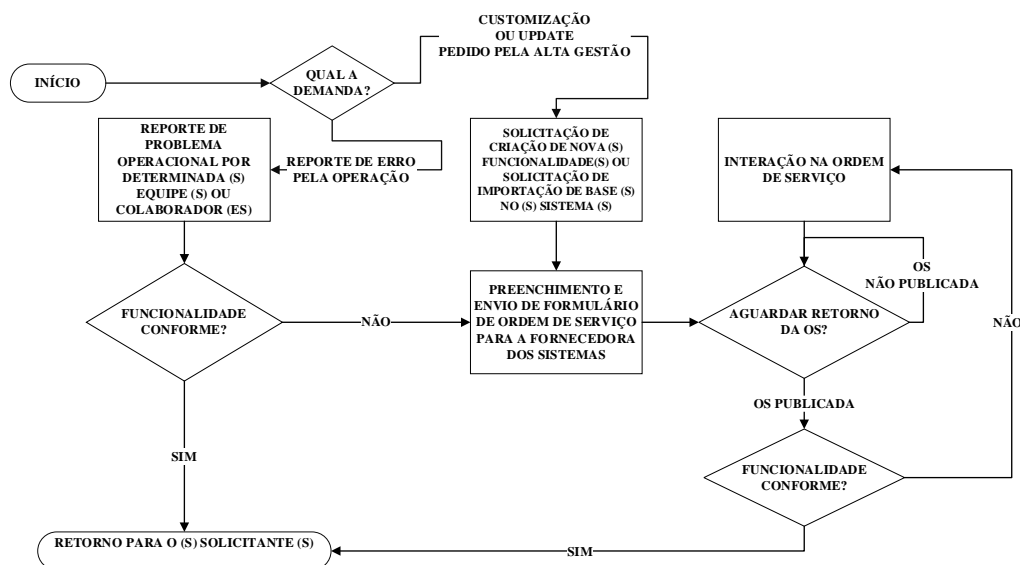 CUSTOMIZAÇÃO
OU UPDATE
PEDIDO PELA ALTA GESTÃO
INÍCIO
QUAL A
DEMANDA?
REPORTE DE
PROBLEMA
OPERACIONAL POR
DETERMINADA (S)
EQUIPE (S) OU
COLABORADOR (ES)
REPORTE DE ERRO
PELA OPERAÇÃO
SOLICITAÇÃO DE
CRIAÇÃO DE NOVA (S)
FUNCIONALIDADE(S) OU
SOLICITAÇÃO DE
IMPORTAÇÃO DE BASE (S)
NO (S) SISTEMA (S)
INTERAÇÃO NA ORDEM
DE SERVIÇO
OS
NÃO PUBLICADA
FUNCIONALIDADE
CONFORME?
NÃO
PREENCHIMENTO E
ENVIO DE FORMULÁRIO
DE ORDEM DE SERVIÇO
PARA A FORNECEDORA
DOS SISTEMAS
AGUARDAR RETORNO
DA OS?
NÃO
OS PUBLICADA
SIM
FUNCIONALIDADE
CONFORME?
RETORNO PARA O (S) SOLICITANTE (S)
SIM